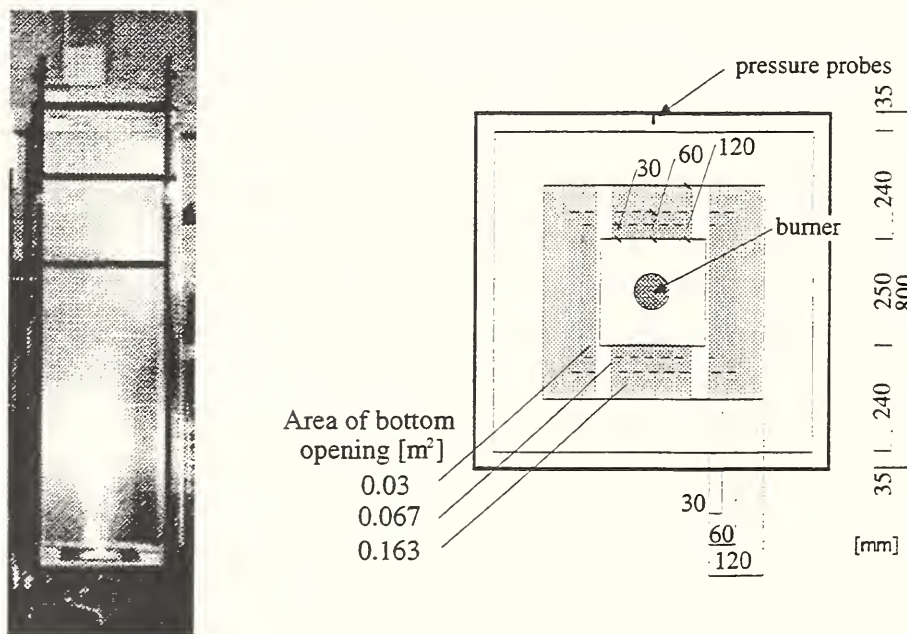 pressure probes
30 60 120
burner
35
240
250
800
240
35
Area of bottom
opening [m²]
0.03
0.067
0.163
30
60
120
[mm]